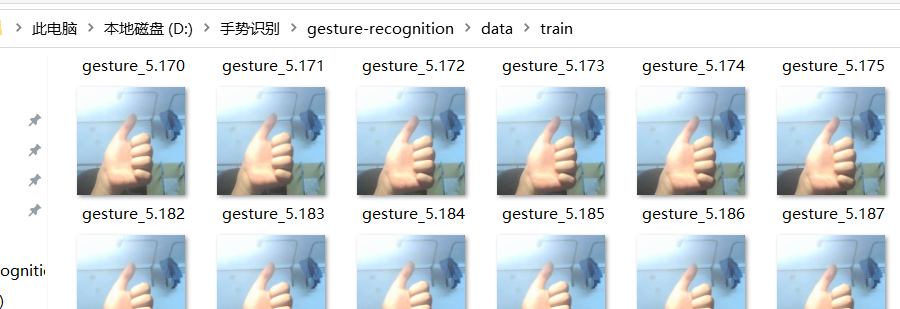 此电脑 > 本地磁盘 (D:) > 手势识别 > gesture-recognition > data > train
gesture_5.170 gesture_5.171 gesture_5.172 gesture_5.173 gesture_5.174 gesture_5.175
gesture_5.182 gesture_5.183 gesture_5.184 gesture_5.185 gesture_5.186 gesture_5.187
ognitic
)